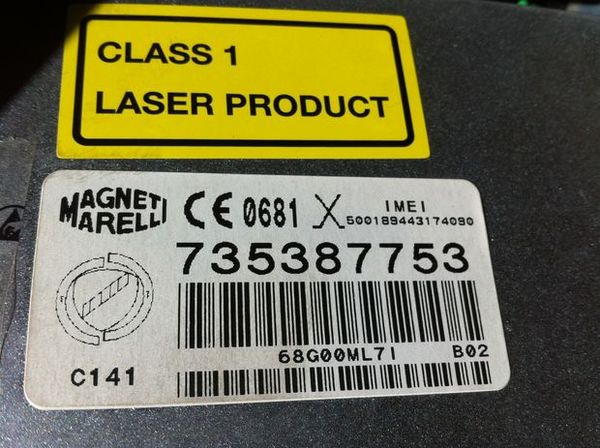 CLASS 1
LASER PRODUCT
MAGNETI
MARELLI
CE 0681
IMEI
500189443174090
735387753
68G00ML7I
B02
C141